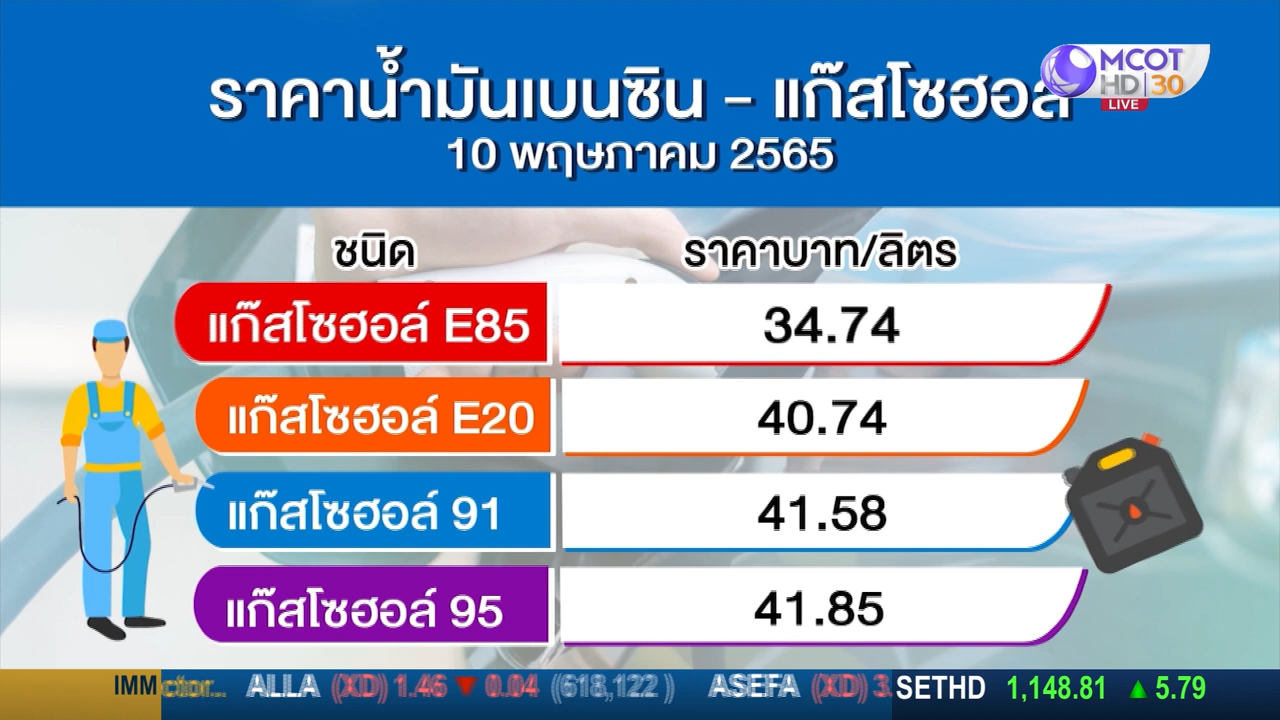 ราคาน้ำมันเบนซิน - แก๊สโซฮอล์
MCOT
HD 30
LIVE
10 พฤษภาคม 2565
ชนิด ราคาบาท/ลิตร
แก๊สโซฮอล์ E85 34.74
แก๊สโซฮอล์ E20 40.74
แก๊สโซฮอล์ 91 41.58
แก๊สโซฮอล์ 95 41.85
IMM ctor... ALLA (XD) 1.46 ▼ 0.04 (618,122 ) ASEFA (XD) 3. SETHD 1,148.81 ▲ 5.79